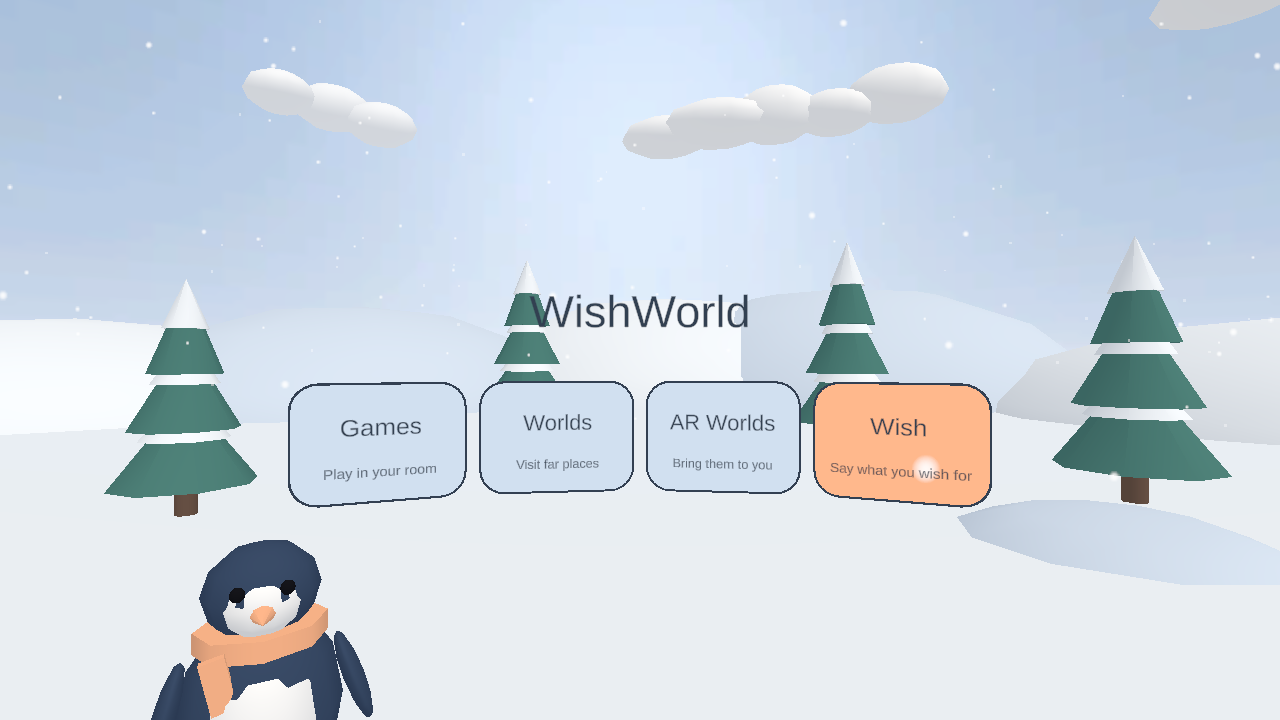 WishWorld
Games
Play in your room
Worlds
Visit far places
AR Worlds
Bring them to you
Wish
Say what you wish for